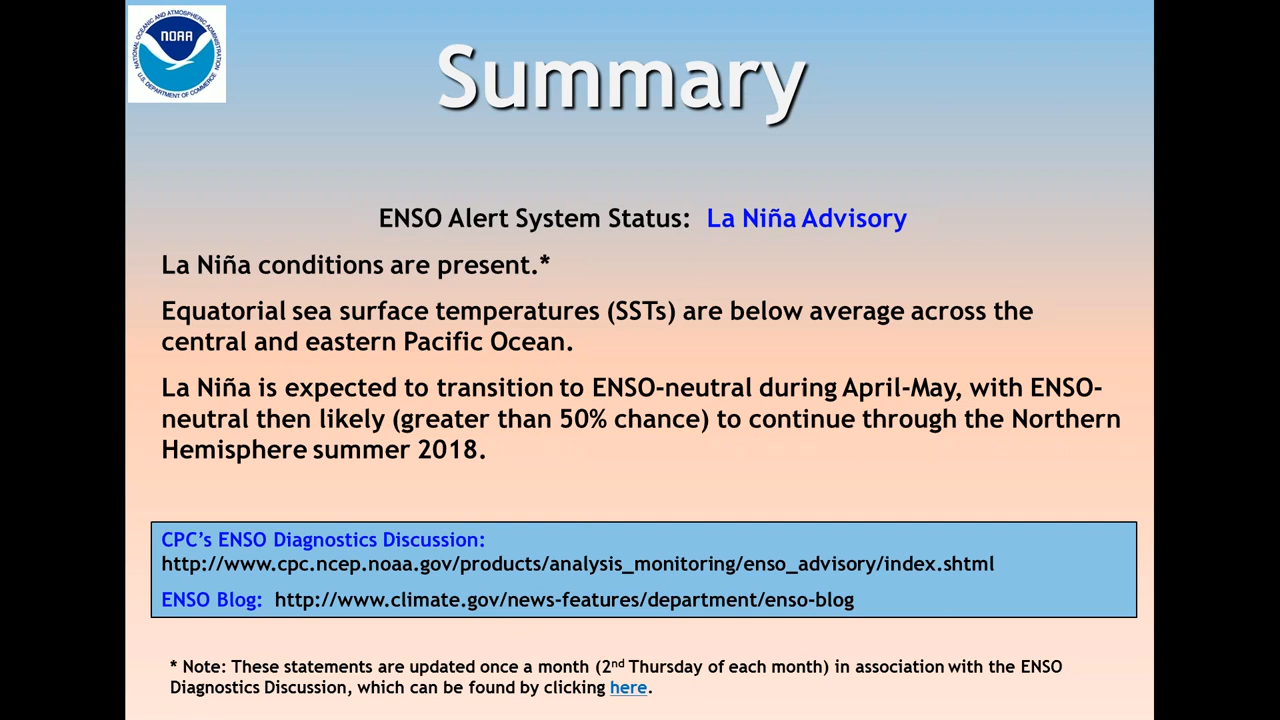 NATIONAL OCEANIC AND ATMOSPHERIC ADMINISTRATION
NOAA
U.S. DEPARTMENT OF COMMERCE
Summary
ENSO Alert System Status: La Niña Advisory
La Niña conditions are present.*
Equatorial sea surface temperatures (SSTs) are below average across the
central and eastern Pacific Ocean.
La Niña is expected to transition to ENSO-neutral during April-May, with ENSO-
neutral then likely (greater than 50% chance) to continue through the Northern
Hemisphere summer 2018.
CPC’s ENSO Diagnostics Discussion:
http://www.cpc.ncep.noaa.gov/products/analysis_monitoring/enso_advisory/index.shtml
ENSO Blog: http://www.climate.gov/news-features/department/enso-blog
* Note: These statements are updated once a month (2nd Thursday of each month) in association with the ENSO
Diagnostics Discussion, which can be found by clicking here.